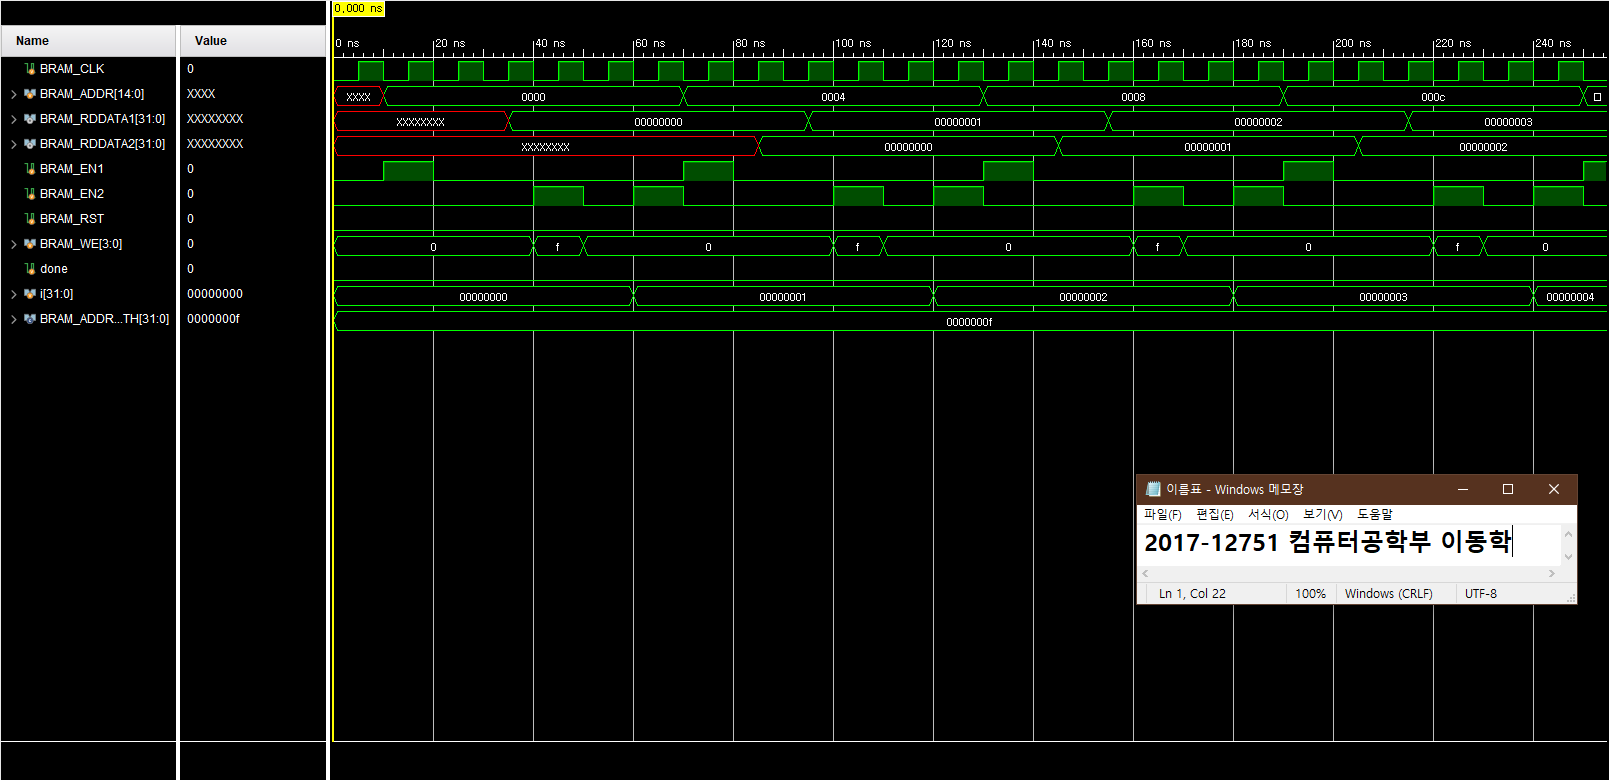 0,000 ns
Name Value
0 ns 20 ns 40 ns 60 ns 80 ns 100 ns 120 ns 140 ns 160 ns 180 ns 200 ns 220 ns 240 ns
BRAM_CLK 0
BRAM_ADDR[14:0] XXXX XXXX 0000 0004 0008 000c
BRAM_RDDATA1[31:0] XXXXXXXX XXXXXXXX 00000000 00000001 00000002 00000003
BRAM_RDDATA2[31:0] XXXXXXXX XXXXXXXX 00000000 00000001 00000002
BRAM_EN1 0
BRAM_EN2 0
BRAM_RST 0
BRAM_WE[3:0] 0 0 f 0 f 0 f 0 f 0
done 0
i[31:0] 00000000 00000000 00000001 00000002 00000003 00000004
BRAM_ADDR...TH[31:0] 0000000f 0000000f
이름표 - Windows 메모장
파일(F) 편집(E) 서식(O) 보기(V) 도움말
2017-12751 컴퓨터공학부 이동학
Ln 1, Col 22 100% Windows (CRLF) UTF-8